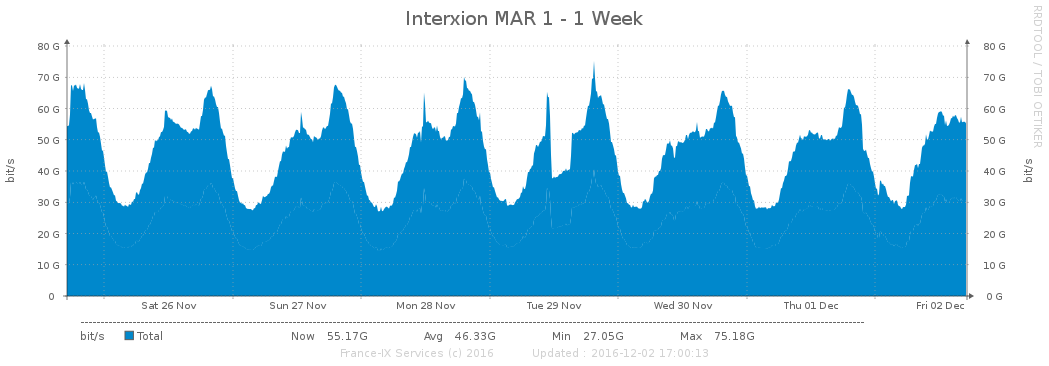 Interxion MAR 1 - 1 Week
RRDTOOL / TOBI OETIKER
bit/s
80 G 80 G
70 G 70 G
60 G 60 G
50 G 50 G
40 G 40 G
30 G 30 G
20 G 20 G
10 G 10 G
0 0 G
bit/s
Sat 26 Nov Sun 27 Nov Mon 28 Nov Tue 29 Nov Wed 30 Nov Thu 01 Dec Fri 02 Dec
bit/s Total Now 55.17G Avg 46.33G Min 27.05G Max 75.18G
France-IX Services (c) 2016 Updated : 2016-12-02 17:00:13